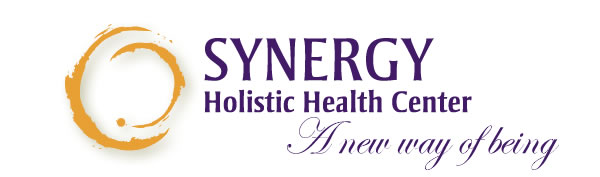 SYNERGY
Holistic Health Center
A new way of being